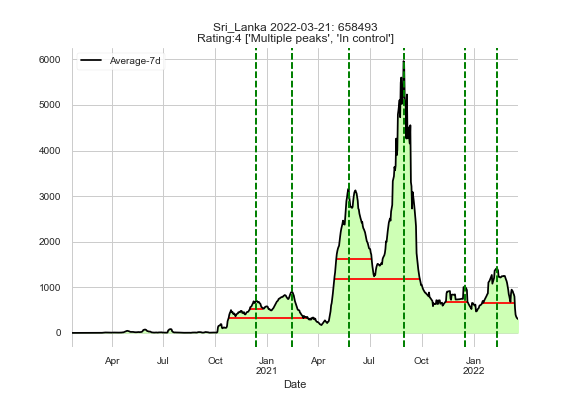 Sri_Lanka 2022-03-21: 658493
Rating:4 ['Multiple peaks', 'In control']
Average-7d
6000
5000
4000
3000
2000
1000
0
Apr Jul Oct Jan Apr Jul Oct Jan
2021 2022
Date